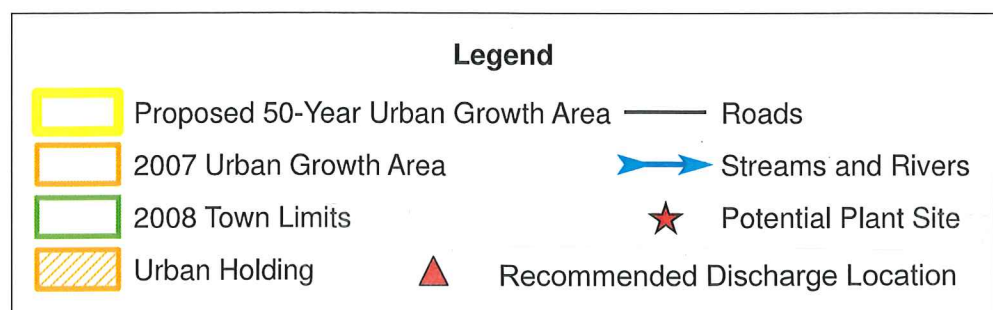 Legend
Proposed 50-Year Urban Growth Area
Roads
2007 Urban Growth Area
Streams and Rivers
2008 Town Limits
Potential Plant Site
Urban Holding
Recommended Discharge Location